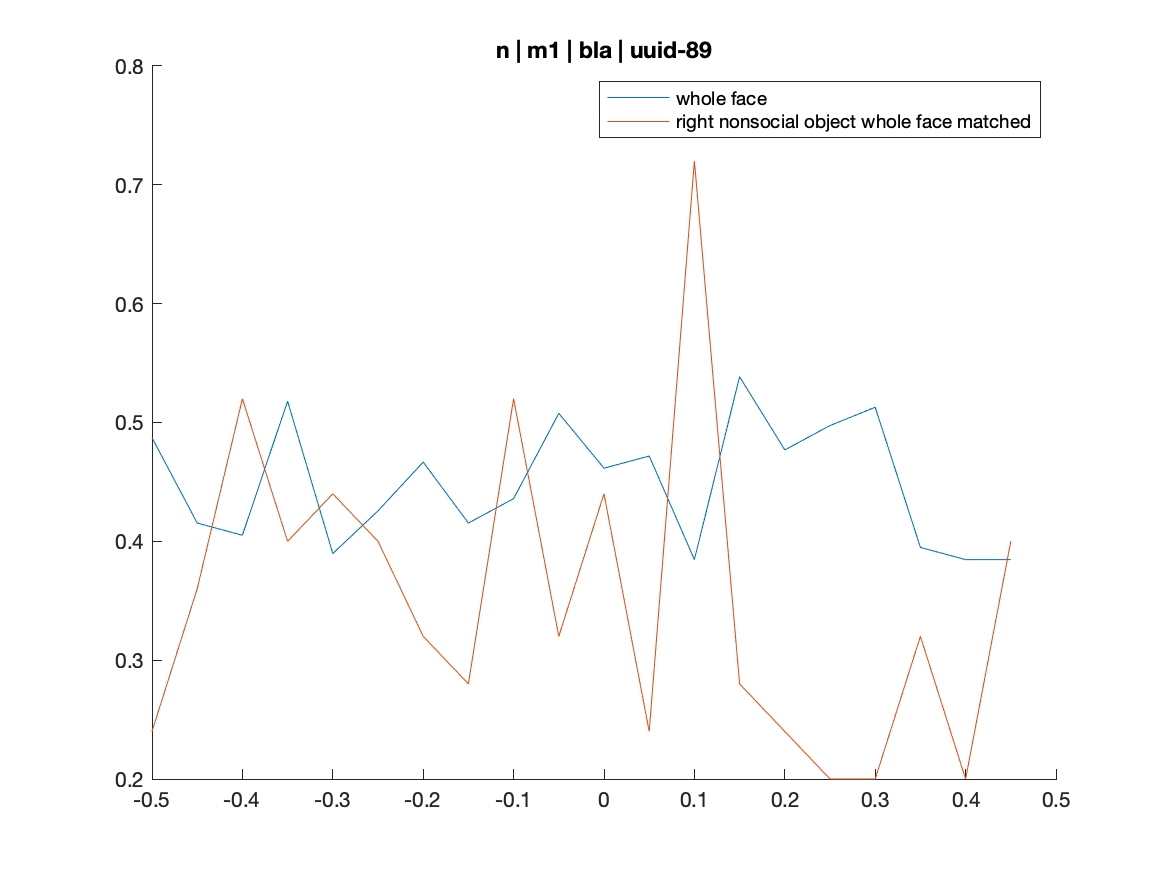 n | m1 | bla | uuid-89
whole face
right nonsocial object whole face matched
0.8
0.7
0.6
0.5
0.4
0.3
0.2
-0.5 -0.4 -0.3 -0.2 -0.1 0 0.1 0.2 0.3 0.4 0.5